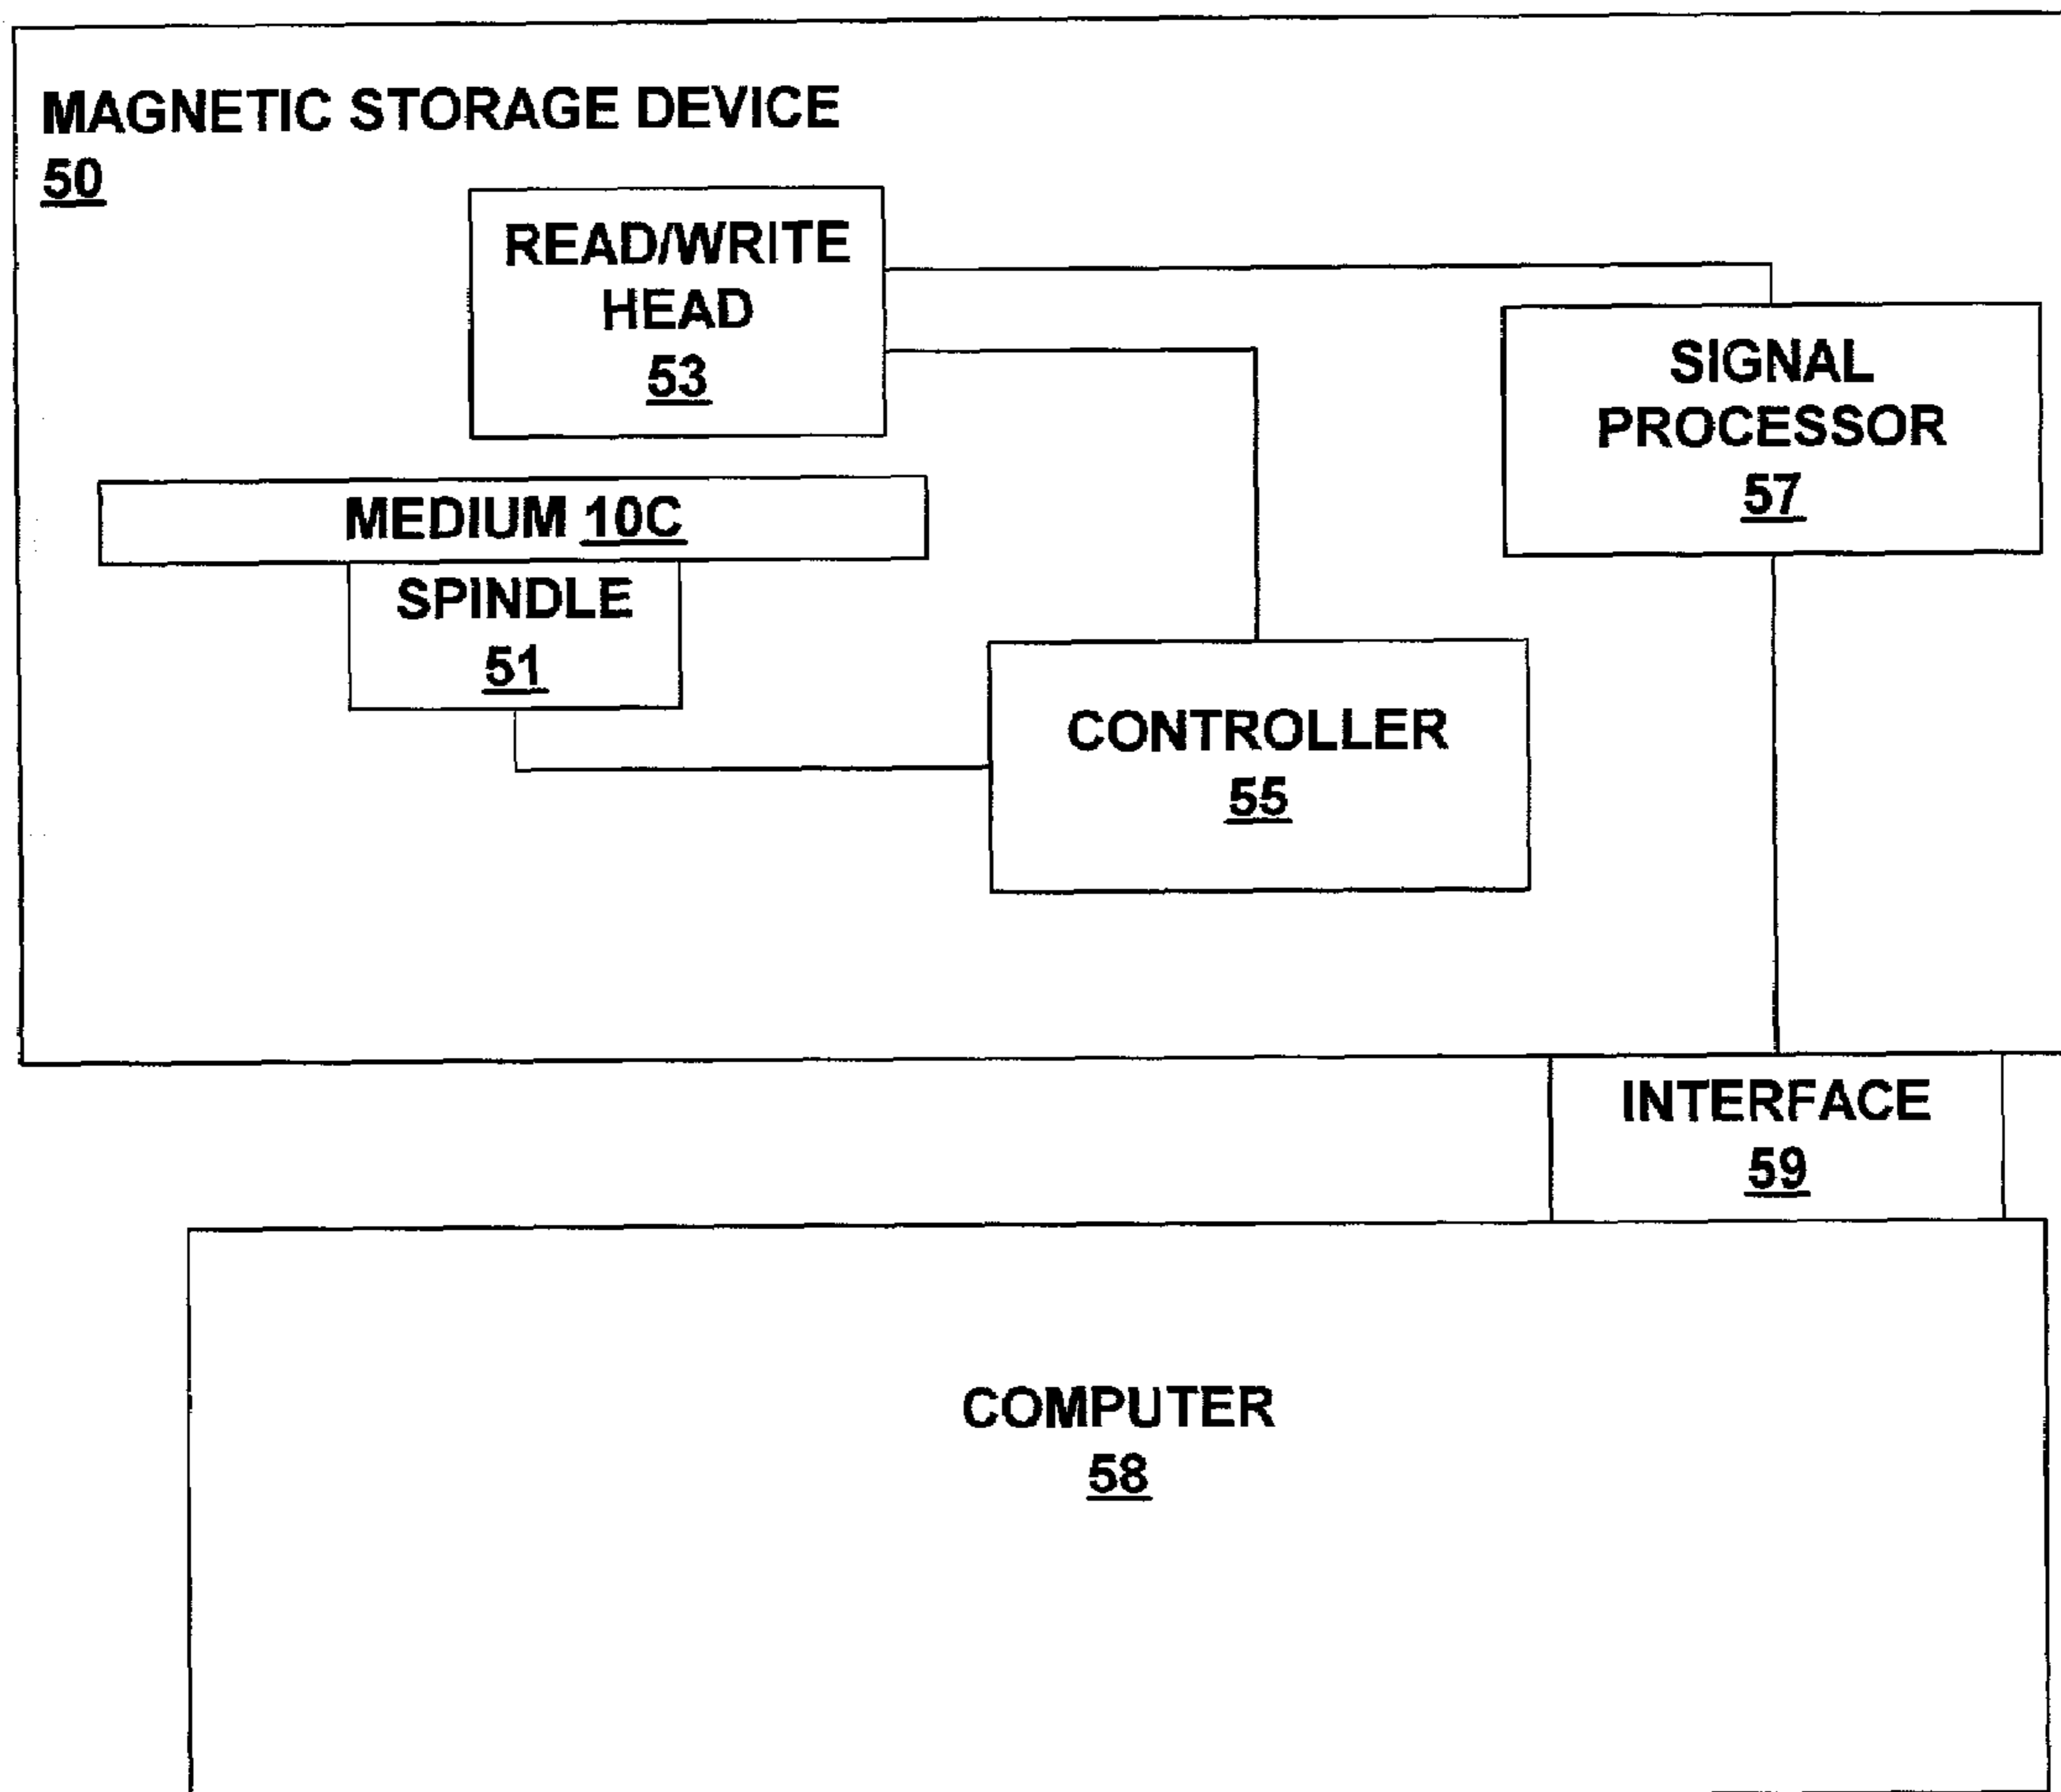 MAGNETIC STORAGE DEVICE
50
READ/WRITE
HEAD
53
SIGNAL
PROCESSOR
57
MEDIUM 10C
SPINDLE
51
CONTROLLER
55
INTERFACE
59
COMPUTER
58